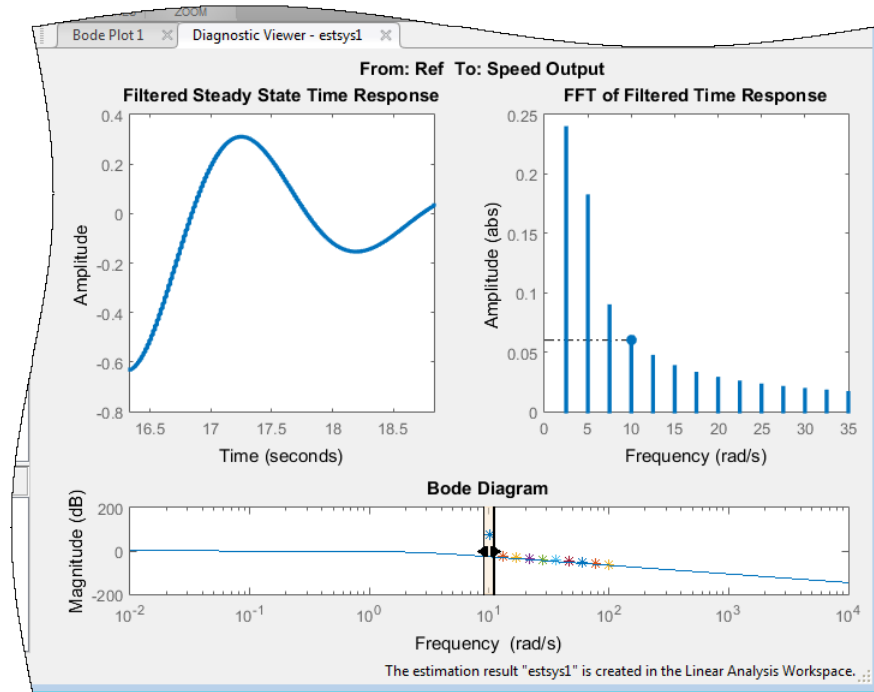 ZOOM
Bode Plot 1
Diagnostic Viewer - estsys1
From: Ref To: Speed Output
Filtered Steady State Time Response
FFT of Filtered Time Response
Amplitude
0.4
0.2
0
-0.2
-0.4
-0.6
-0.8
16.5 17 17.5 18 18.5
Time (seconds)
Amplitude (abs)
0.25
0.2
0.15
0.1
0.05
0
0 5 10 15 20 25 30 35
Frequency (rad/s)
Bode Diagram
Magnitude (dB)
200
0
-200
10^-2 10^-1 10^0 10^1 10^2 10^3 10^4
Frequency (rad/s)
The estimation result "estsys1" is created in the Linear Analysis Workspace.